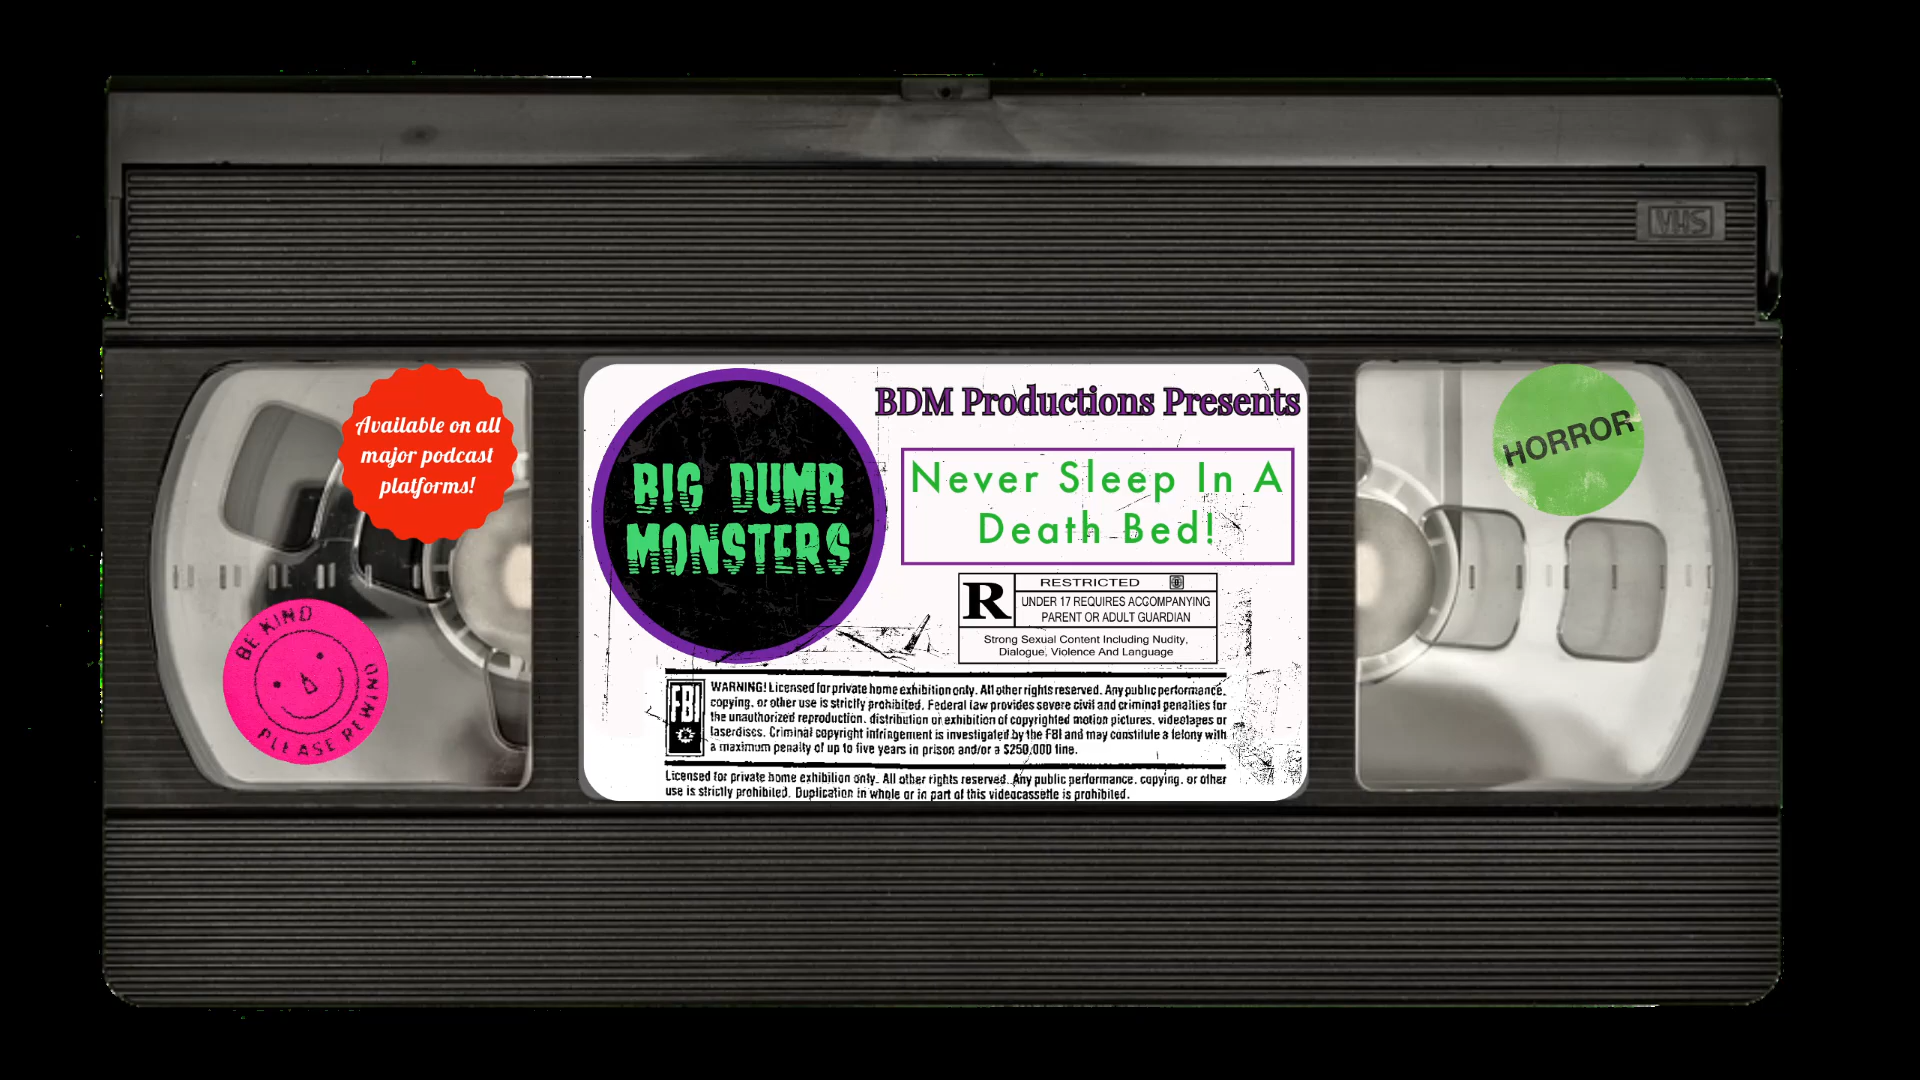 VHS
Available on all
major podcast
platforms!
BE KIND
PLEASE REWIND
BIG DUMB
MONSTERS
BDM Productions Presents
Never Sleep In A
Death Bed!
R
RESTRICTED
UNDER 17 REQUIRES ACCOMPANYING
PARENT OR ADULT GUARDIAN
Strong Sexual Content Including Nudity,
Dialogue, Violence And Language
FBI
WARNING! Licensed for private home exhibition only. All other rights reserved. Any public performance,
copying, or other use is strictly prohibited. Federal law provides severe civil and criminal penalties for
the unauthorized reproduction, distribution or exhibition of copyrighted motion pictures, videotapes or
laserdiscs. Criminal copyright infringement is investigated by the FBI and may constitute a felony with
a maximum penalty of up to five years in prison and/or a $250,000 fine.
Licensed for private home exhibition only. All other rights reserved. Any public performance, copying, or other
use is strictly prohibited. Duplication in whole or in part of this videocassette is prohibited.
HORROR